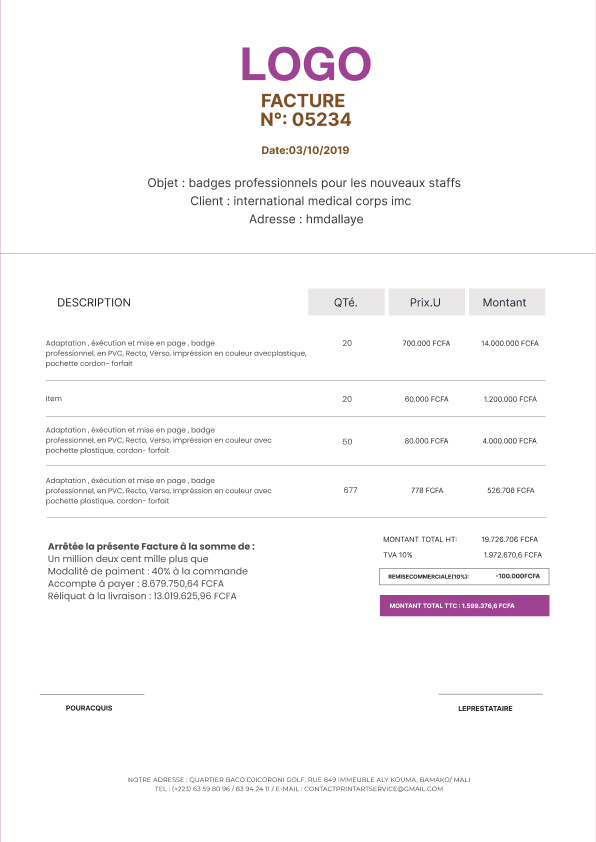 LOGO
FACTURE
N°: 05234
Date:03/10/2019
Objet : badges professionnels pour les nouveaux staffs
Client : international medical corps imc
Adresse : hmdallaye
DESCRIPTION QTé. Prix.U Montant
Adaptation , éxécution et mise en page , badge
professionnel, en PVC, Recto, Verso, impréssion en couleur avecplastique,
pochette cordon- forfait
20 700.000 FCFA 14.000.000 FCFA
item 20 60.000 FCFA 1.200.000 FCFA
Adaptation , éxécution et mise en page , badge
professionnel, en PVC, Recto, Verso, impréssion en couleur avec
pochette plastique, cordon- forfait
50 80.000 FCFA 4.000.000 FCFA
Adaptation , éxécution et mise en page , badge
professionnel, en PVC, Recto, Verso, impréssion en couleur avec
pochette plastique, cordon- forfait
677 778 FCFA 526.706 FCFA
Arrêtée la présente Facture à la somme de :
Un million deux cent mille plus que
Modalité de paiment : 40% à la commande
Accompte à payer : 8.679.750,64 FCFA
Réliquat à la livraison : 13.019.625,96 FCFA
MONTANT TOTAL HT: 19.726.706 FCFA
TVA 10% 1.972.670,6 FCFA
REMISECOMMERCIALE(10%): -100.000FCFA
MONTANT TOTAL TTC : 1.599.376,6 FCFA
POURACQUIS LEPRESTATAIRE
NOTRE ADRESSE : QUARTIER BACO DJICORONI GOLF, RUE 849 IMMEUBLE ALY KOUMA, BAMAKO/ MALI
TEL : (+223) 63 59 80 96 / 83 94 24 11 / E-MAIL : CONTACTPRINTARTSERVICE@GMAIL.COM